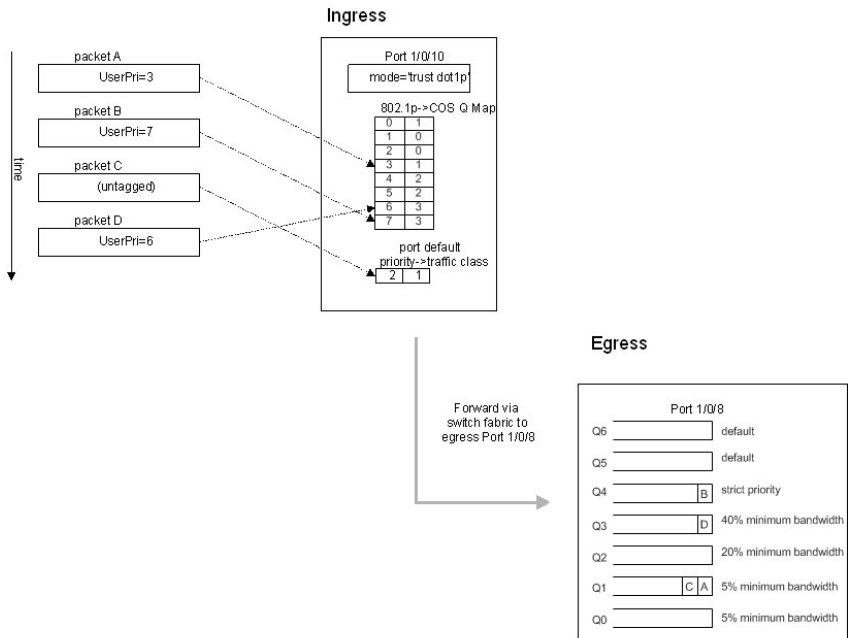 Ingress
packet A
UserPri=3
packet B
UserPri=7
packet C
(untagged)
packet D
UserPri=6
time
Port 1/0/10
mode='trust dot1p'
802.1p->COS Q Map
0 1
1 0
2 0
3 1
4 2
5 2
6 3
7 3
port default
priority->traffic class
2 1
Forward via
switch fabric to
egress Port 1/0/8
Egress
Port 1/0/8
Q6 default
Q5 default
Q4 B strict priority
Q3 D 40% minimum bandwidth
Q2 20% minimum bandwidth
Q1 C A 5% minimum bandwidth
Q0 5% minimum bandwidth